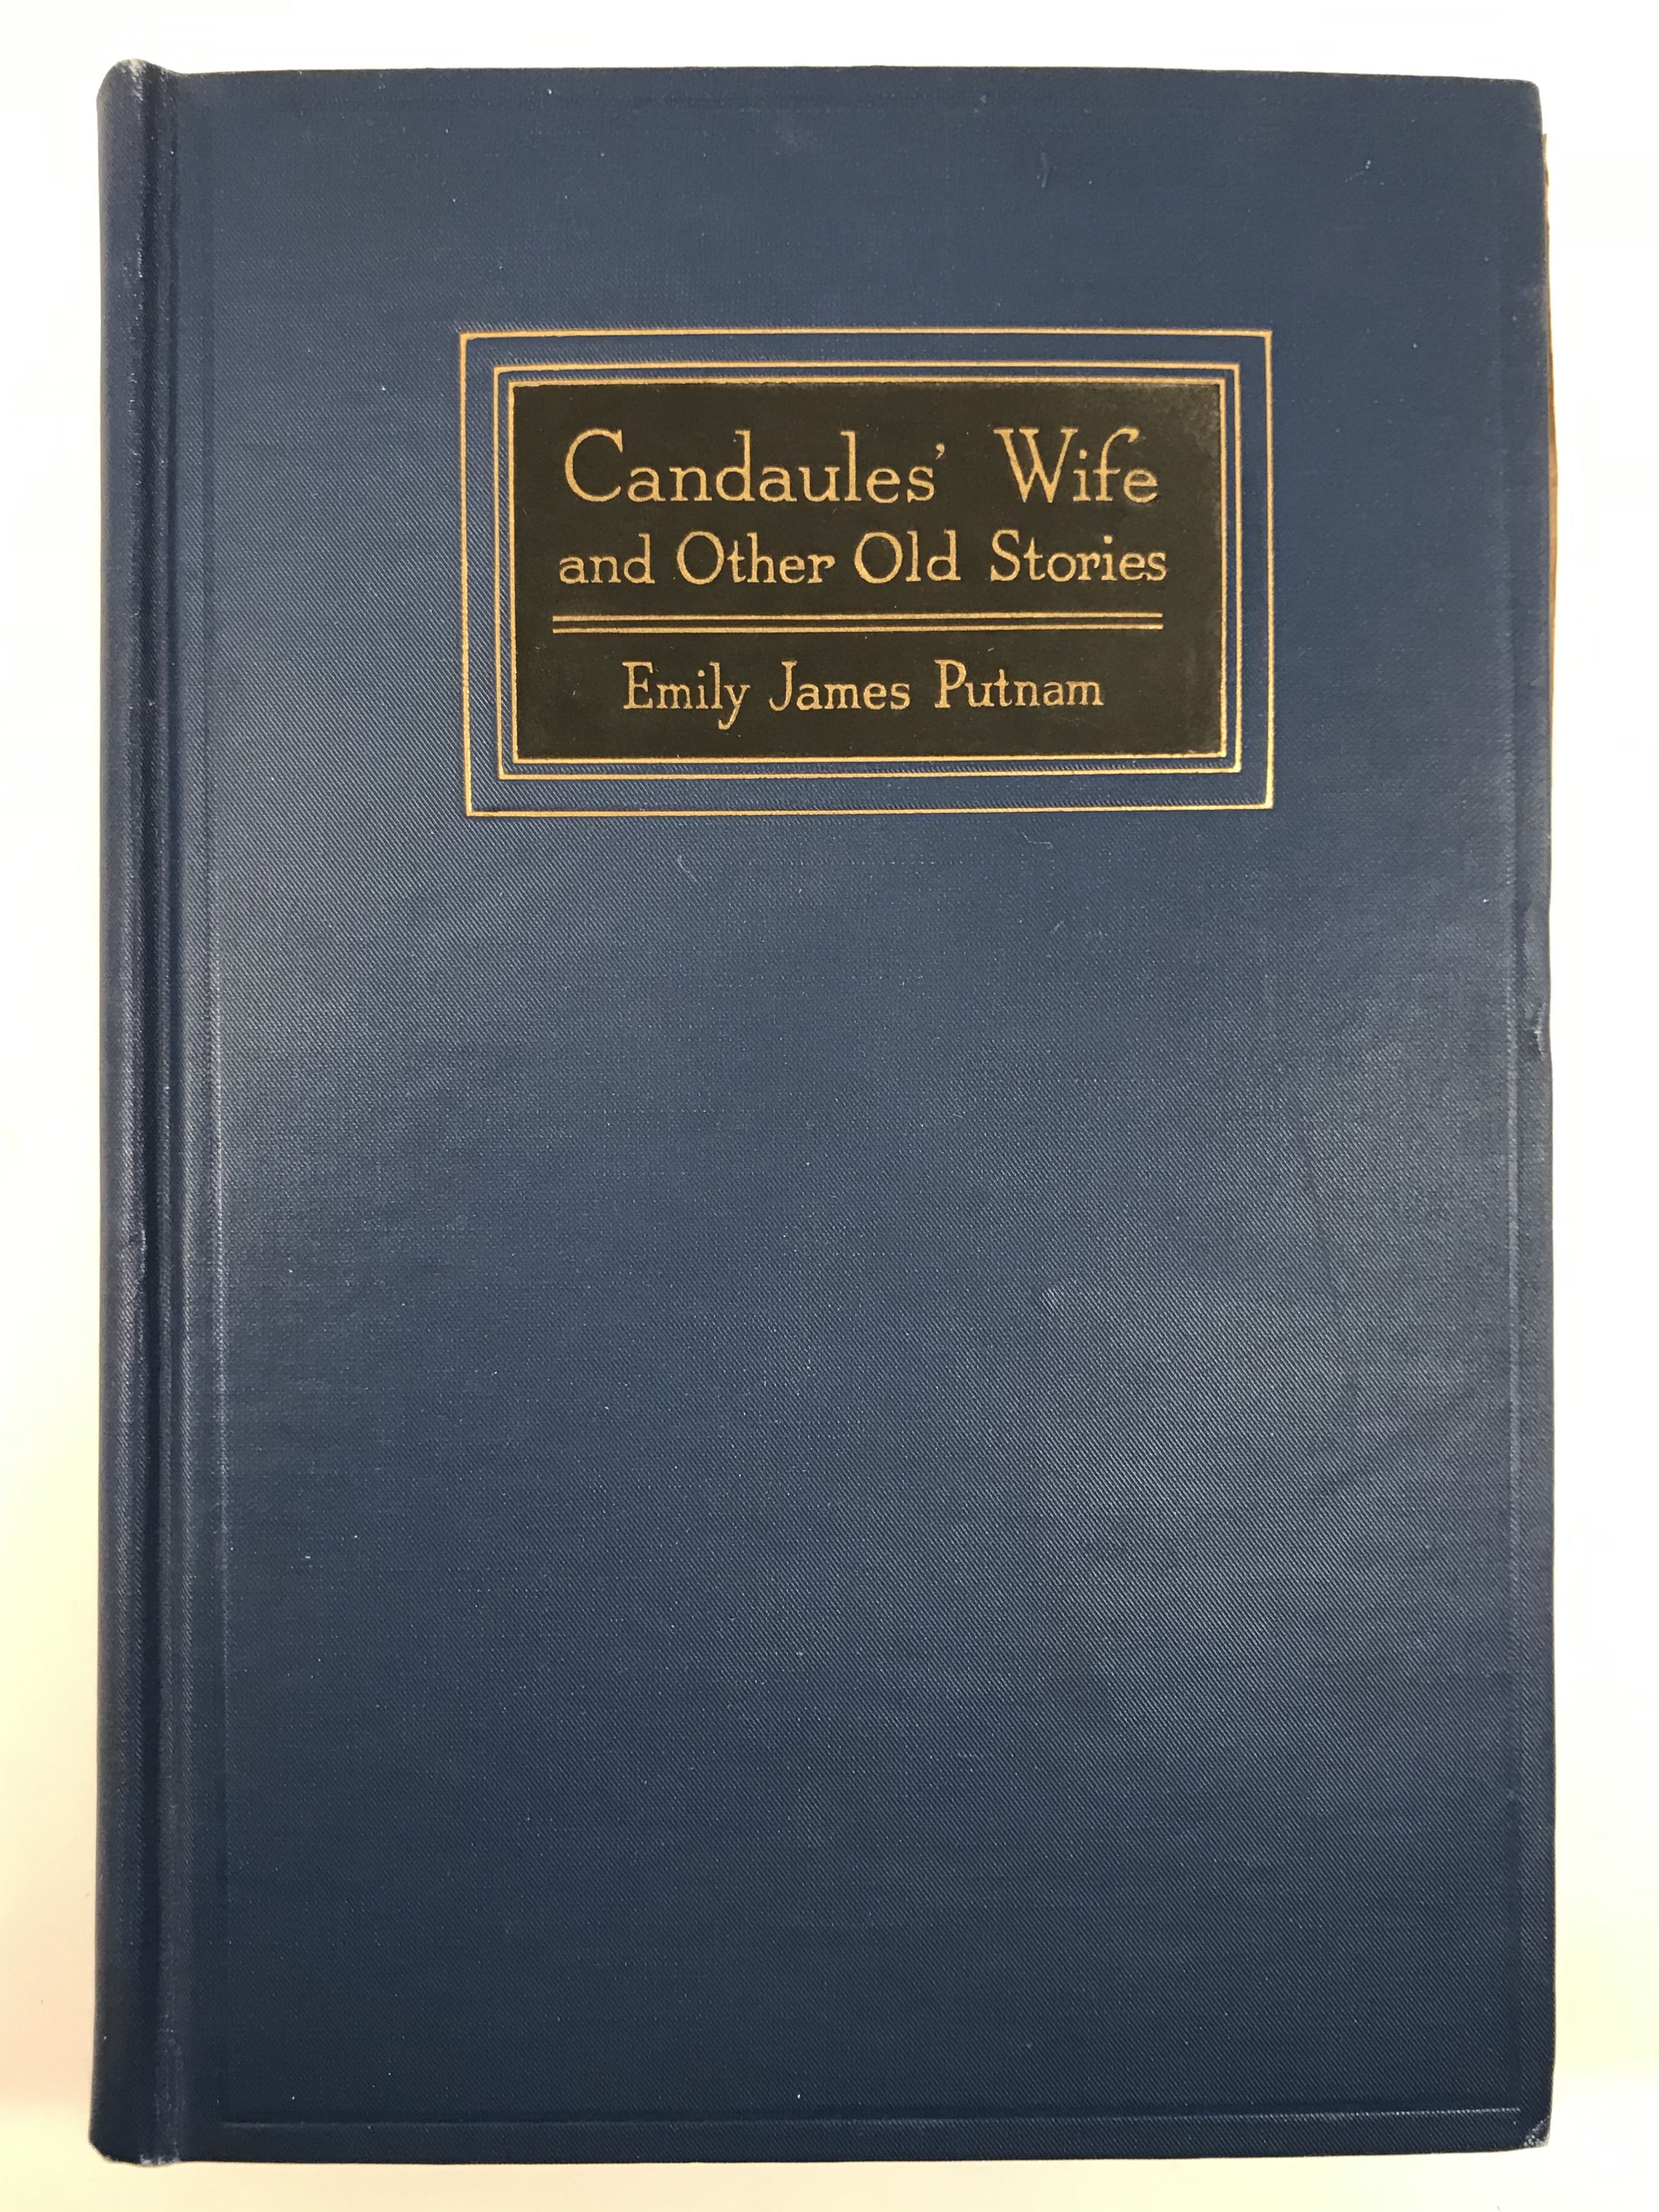 Candaules' Wife
and Other Old Stories
Emily James Putnam